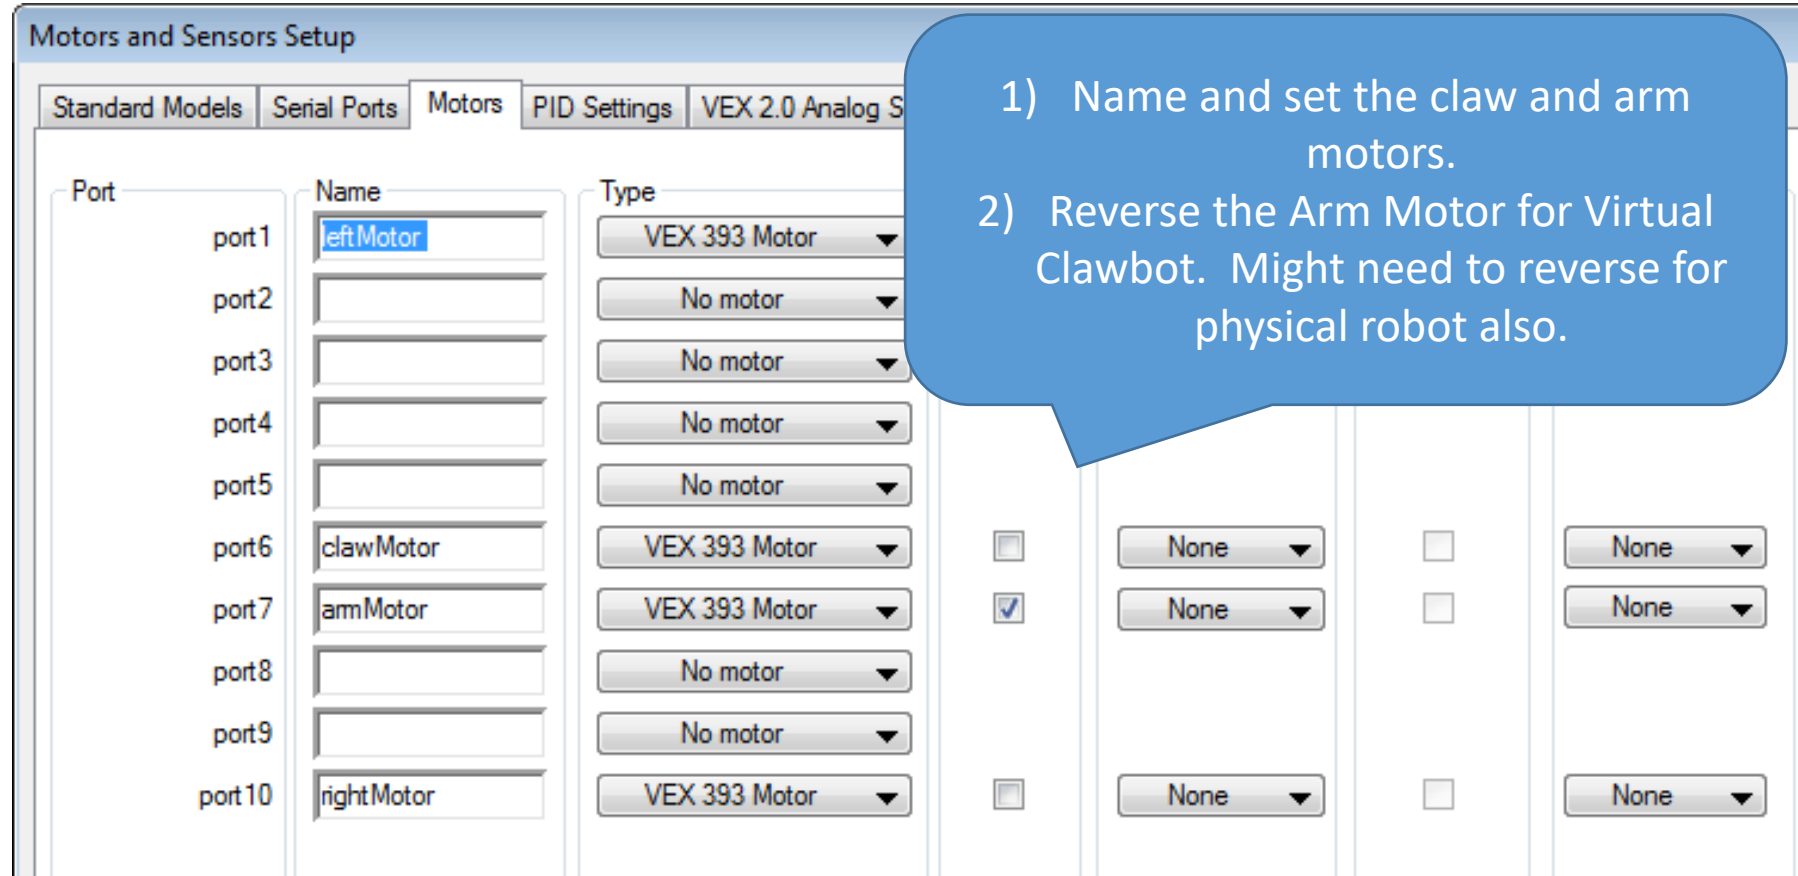 Motors and Sensors Setup
Standard Models Serial Ports Motors PID Settings VEX 2.0 Analog S
1) Name and set the claw and arm
motors.
2) Reverse the Arm Motor for Virtual
Clawbot. Might need to reverse for
physical robot also.
Port Name Type
port1 leftMotor VEX 393 Motor
port2 No motor
port3 No motor
port4 No motor
port5 No motor
port6 clawMotor VEX 393 Motor None None
port7 armMotor VEX 393 Motor None None
port8 No motor
port9 No motor
port10 rightMotor VEX 393 Motor None None